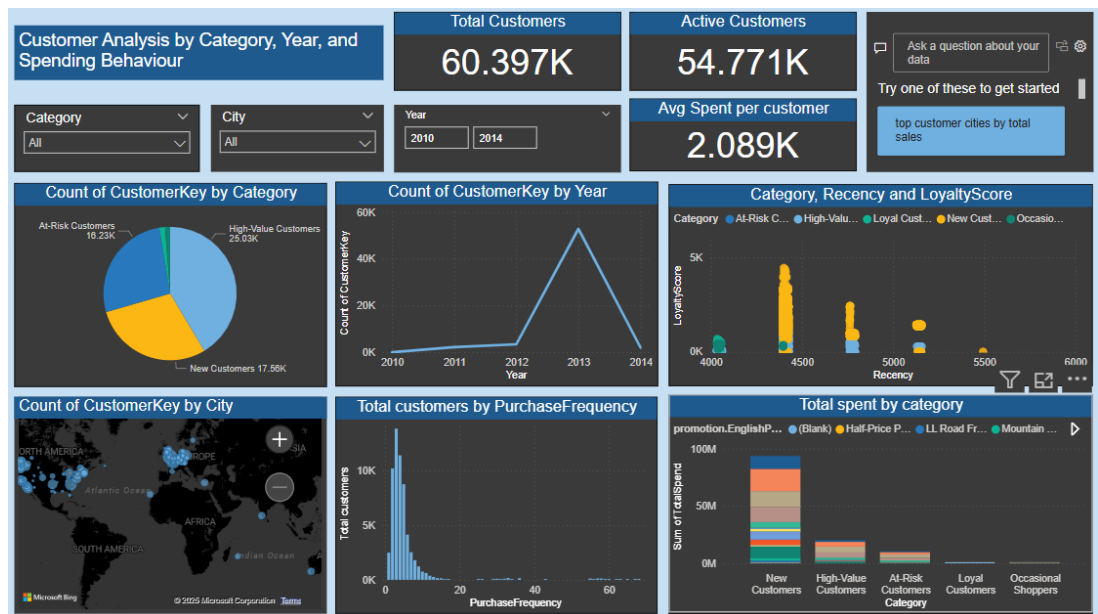 Customer Analysis by Category, Year, and
Spending Behaviour
Total Customers
60.397K
Active Customers
54.771K
Ask a question about your
data
Try one of these to get started
top customer cities by total
sales
Category
All
City
All
Year
2010
2014
Avg Spent per customer
2.089K
Count of CustomerKey by Category
At-Risk Customers
16.23K
High-Value Customers
25.03K
New Customers 17.56K
Count of CustomerKey by Year
Count of CustomerKey
60K
40K
20K
0K
2010 2011 2012 2013 2014
Year
Category, Recency and LoyaltyScore
Category At-Risk C... High-Valu... Loyal Cust... New Cust... Occasio...
LoyaltyScore
5K
0K
4000 4500 5000 5500 6000
Recency
Count of CustomerKey by City
NORTH AMERICA
EUROPE
SIA
Atlantic Ocean
AFRICA
SOUTH AMERICA
Indian Ocean
Microsoft Bing
© 2025 Microsoft Corporation Terms
Total customers by PurchaseFrequency
Total customers
10K
5K
0K
0 20 40 60
PurchaseFrequency
Total spent by category
promotion.EnglishP... (Blank) Half-Price P... LL Road Fr... Mountain ...
Sum of TotalSpend
100M
50M
0M
New
Customers
High-Value
Customers
At-Risk
Customers
Loyal
Customers
Occasional
Shoppers
Category